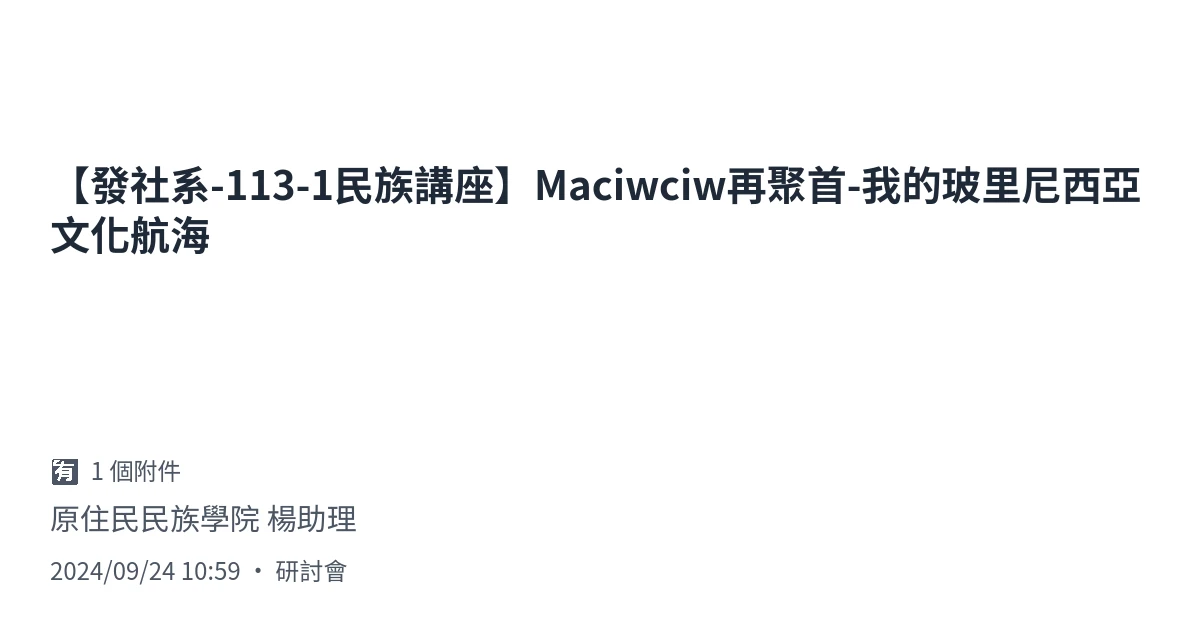 【發社系-113-1民族講座】Maciwciw再聚首-我的玻里尼西亞
文化航海
有 1 個附件
原住民民族學院 楊助理
2024/09/24 10:59 • 研討會